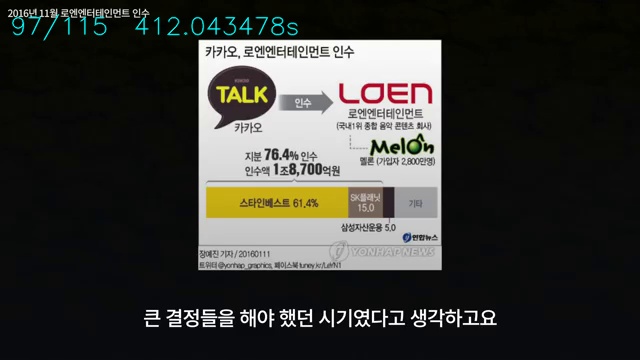 2016년 11월 로엔엔터테인먼트 인수
97/115 412.043478s
카카오, 로엔엔터테인먼트 인수
TALK
카카오
인수
LOEN
로엔엔터테인먼트
(국내1위 종합 음악 콘텐츠 회사)
Melon
멜론 (가입자 2,800만명)
지분 76.4% 인수
인수액 1조8,700억원
스타인베스트 61.4%
SK플래닛
15.0
기타
삼성자산운용 5.0
연합뉴스
YONHAP NEWS
장예진 기자 / 20160111
트위터 @yonhap_graphics, 페이스북 tuney.kr/LeYN1
큰 결정들을 해야 했던 시기였다고 생각하고요